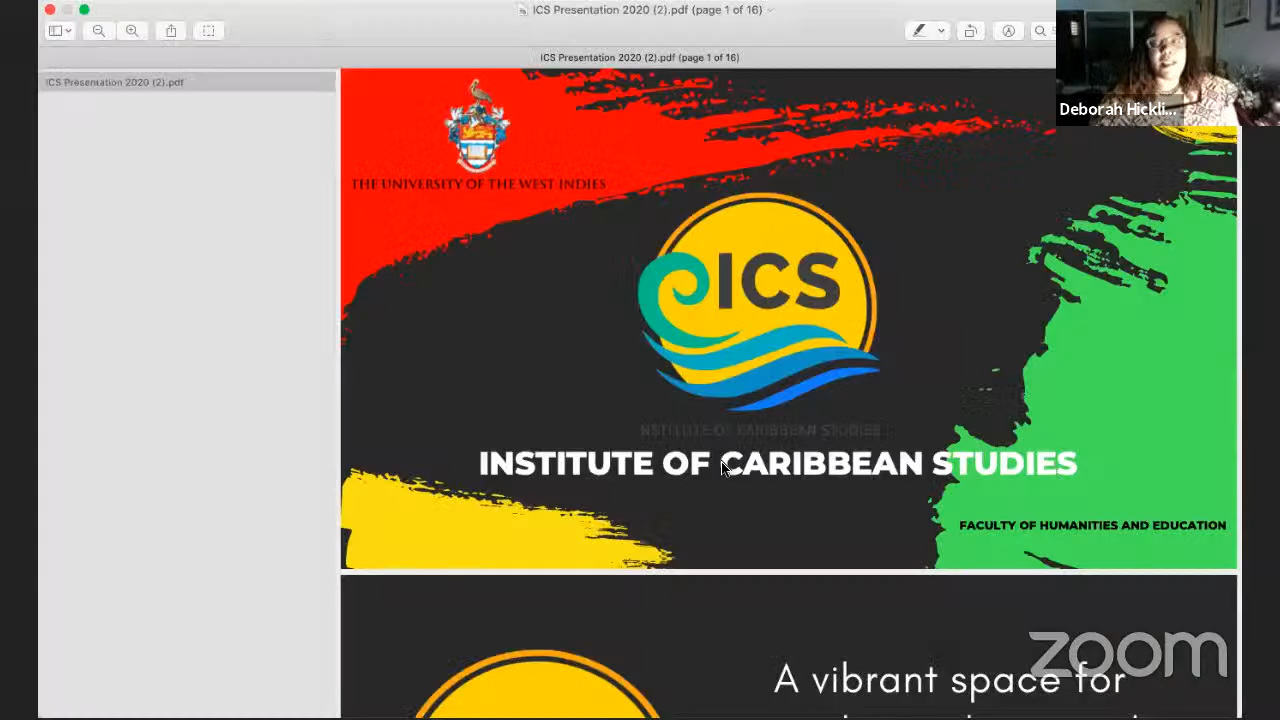 ICS Presentation 2020 (2).pdf (page 1 of 16)
ICS Presentation 2020 (2).pdf (page 1 of 16)
ICS Presentation 2020 (2).pdf
Deborah Hickli...
THE UNIVERSITY OF THE WEST INDIES
ICS
INSTITUTE OF CARIBBEAN STUDIES
INSTITUTE OF CARIBBEAN STUDIES
FACULTY OF HUMANITIES AND EDUCATION
A vibrant space for
zoom